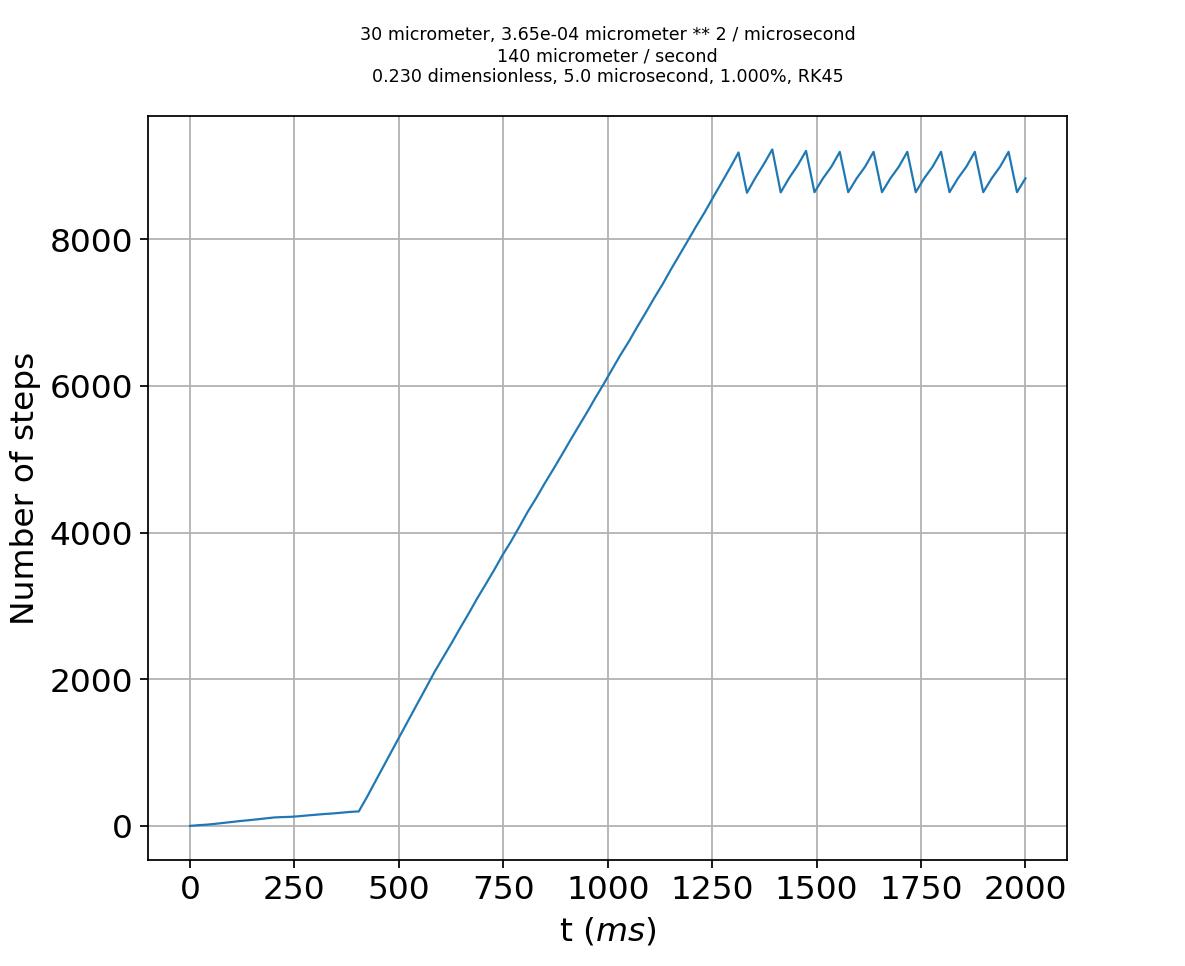 30 micrometer, 3.65e-04 micrometer ** 2 / microsecond
140 micrometer / second
0.230 dimensionless, 5.0 microsecond, 1.000%, RK45
Number of steps
8000
6000
4000
2000
0
0 250 500 750 1000 1250 1500 1750 2000
t (ms)